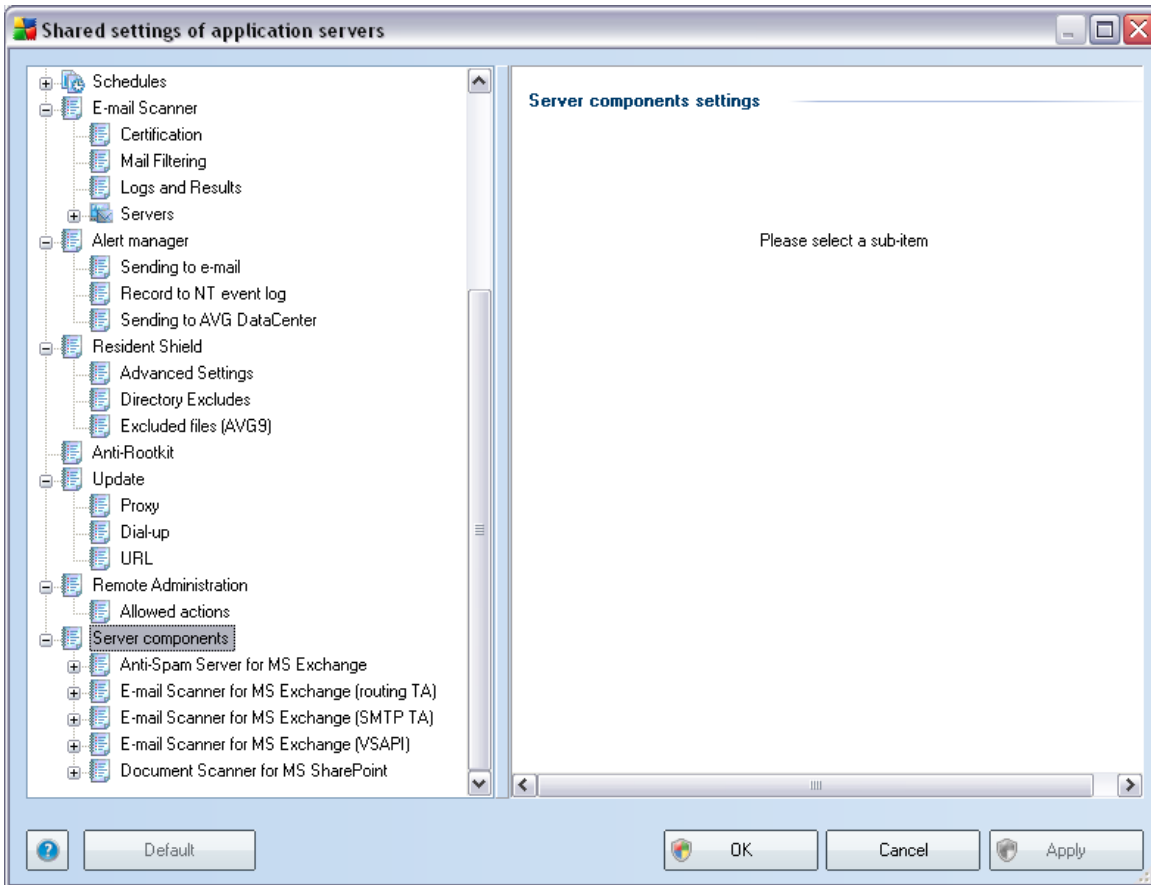 Shared settings of application servers
Schedules
E-mail Scanner
Certification
Mail Filtering
Logs and Results
Servers
Alert manager
Sending to e-mail
Record to NT event log
Sending to AVG DataCenter
Resident Shield
Advanced Settings
Directory Excludes
Excluded files (AVG9)
Anti-Rootkit
Update
Proxy
Dial-up
URL
Remote Administration
Allowed actions
Server components
Anti-Spam Server for MS Exchange
E-mail Scanner for MS Exchange (routing TA)
E-mail Scanner for MS Exchange (SMTP TA)
E-mail Scanner for MS Exchange (VSAPI)
Document Scanner for MS SharePoint
Server components settings
Please select a sub-item
Default
OK
Cancel
Apply